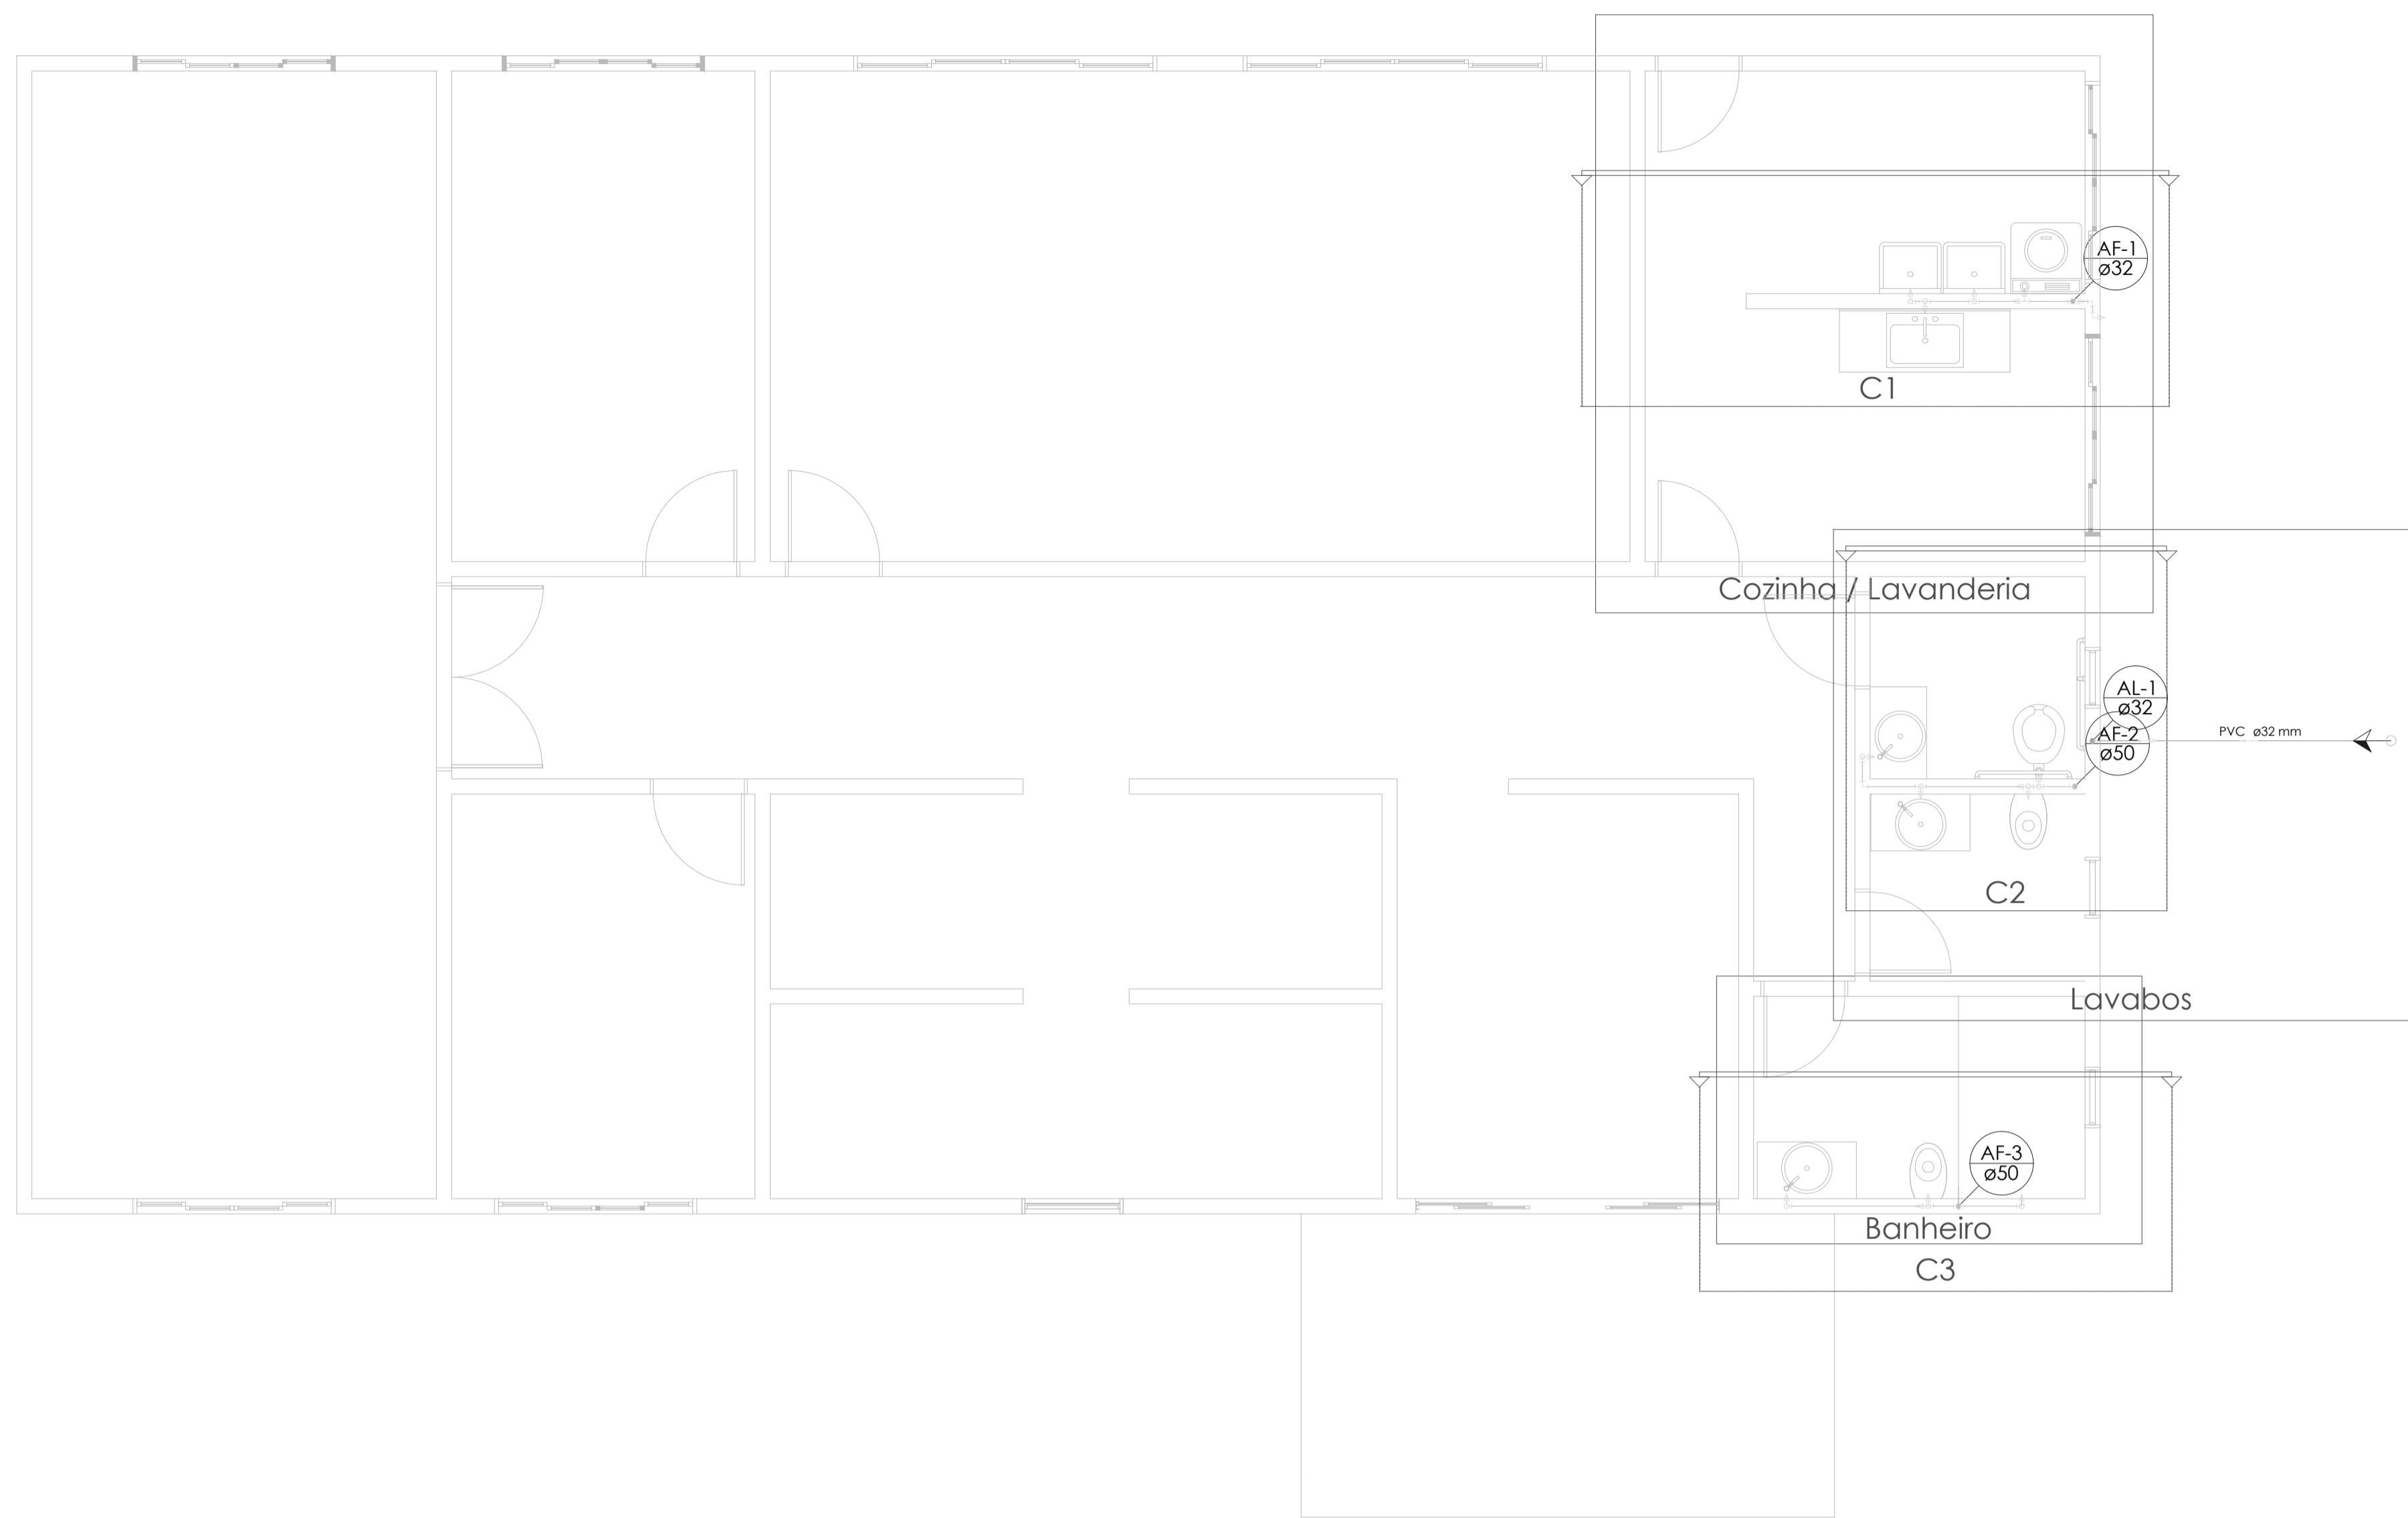 AF-1
ø32
C1
Cozinha / Lavanderia
AL-1
ø32
AF-2
ø50
PVC ø32 mm
C2
Lavabos
AF-3
ø50
Banheiro
C3